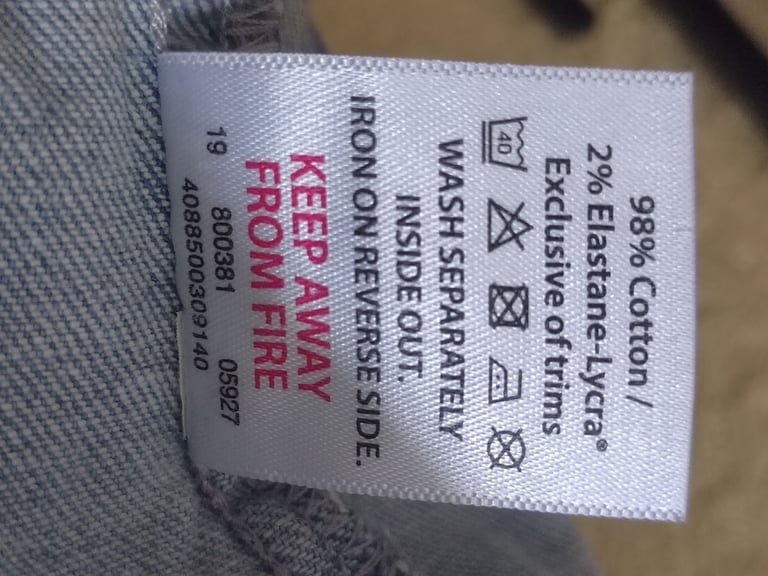 98% Cotton /
2% Elastane-Lycra®
Exclusive of trims
40
WASH SEPARATELY
INSIDE OUT.
IRON ON REVERSE SIDE.
KEEP AWAY
FROM FIRE
19 800381 05927
4088500309140